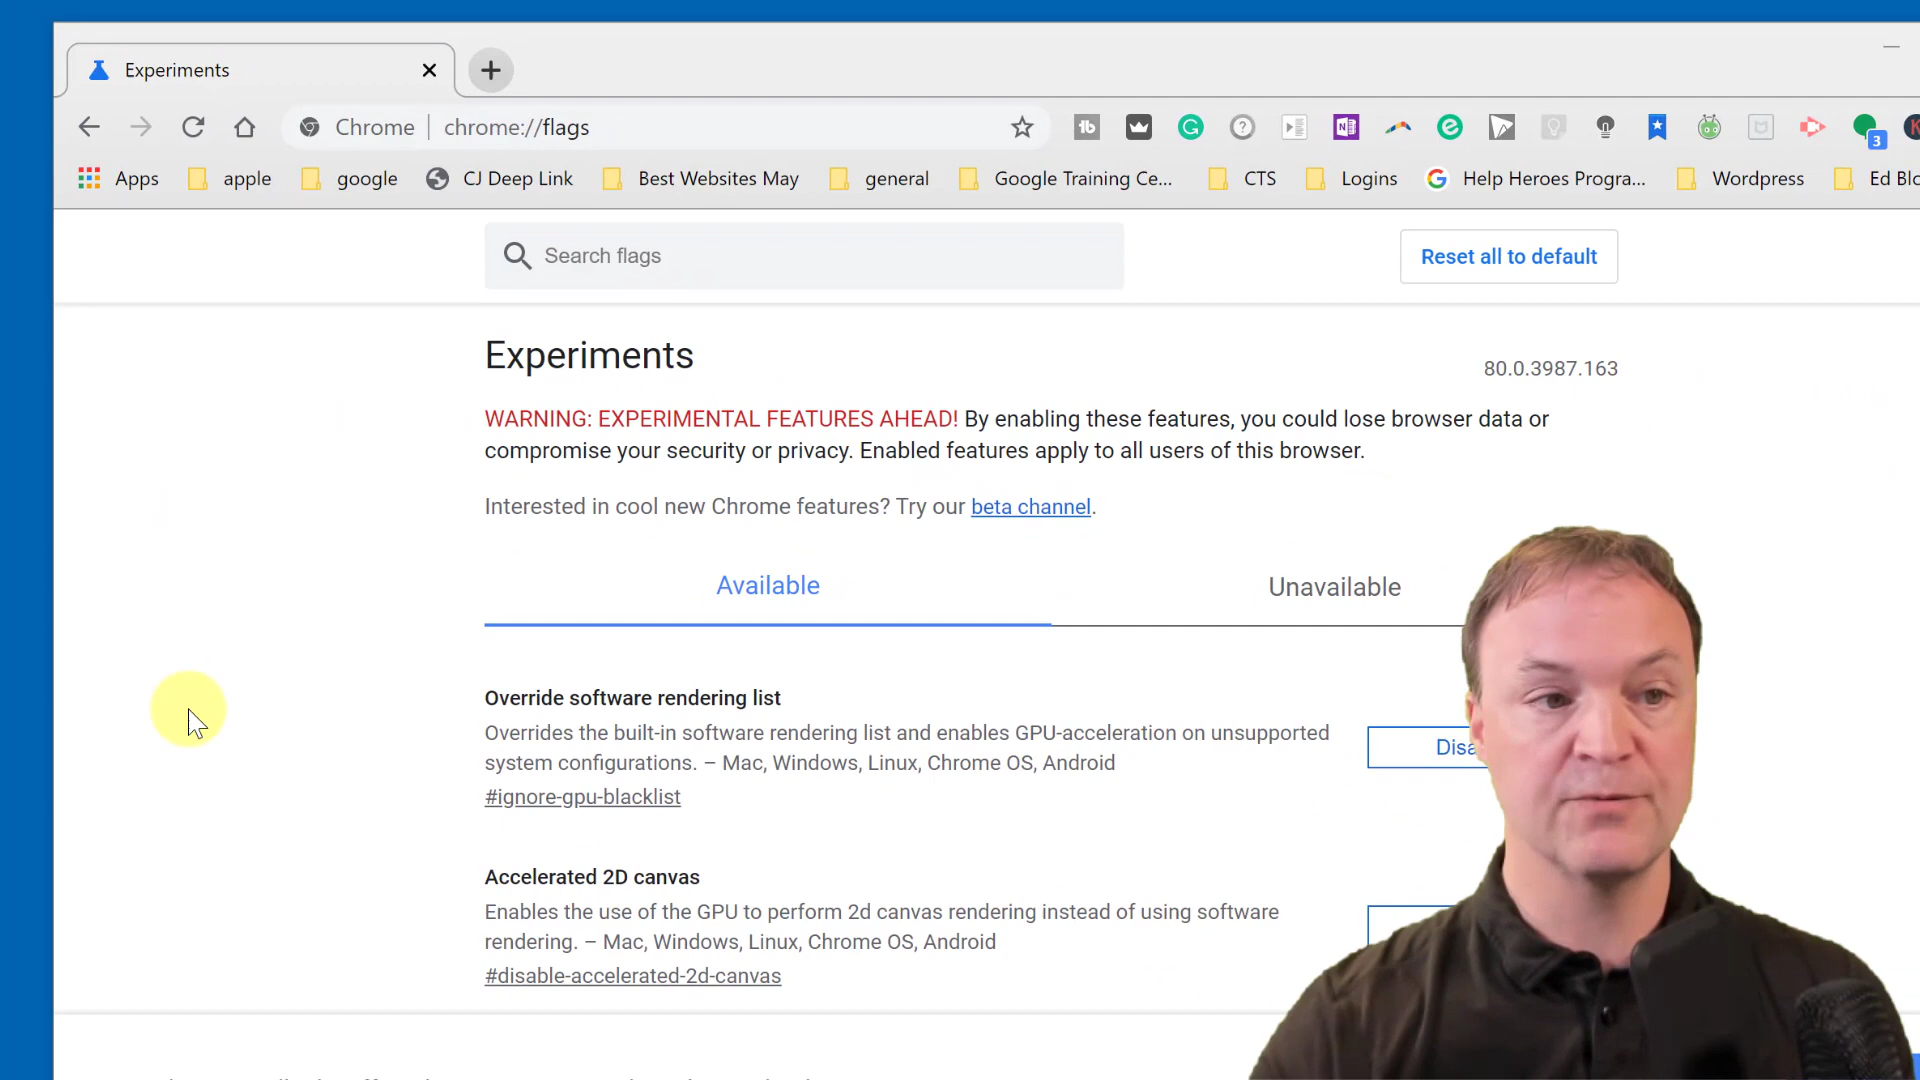 Experiments
Chrome chrome://flags
3
Apps apple google CJ Deep Link Best Websites May general Google Training Ce... CTS Logins Help Heroes Progra... Wordpress Ed Blo
Search flags
Reset all to default
Experiments
80.0.3987.163
WARNING: EXPERIMENTAL FEATURES AHEAD! By enabling these features, you could lose browser data or
compromise your security or privacy. Enabled features apply to all users of this browser.
Interested in cool new Chrome features? Try our beta channel.
Available
Unavailable
Override software rendering list
Overrides the built-in software rendering list and enables GPU-acceleration on unsupported
system configurations. – Mac, Windows, Linux, Chrome OS, Android
#ignore-gpu-blacklist
Disa
Accelerated 2D canvas
Enables the use of the GPU to perform 2d canvas rendering instead of using software
rendering. – Mac, Windows, Linux, Chrome OS, Android
#disable-accelerated-2d-canvas